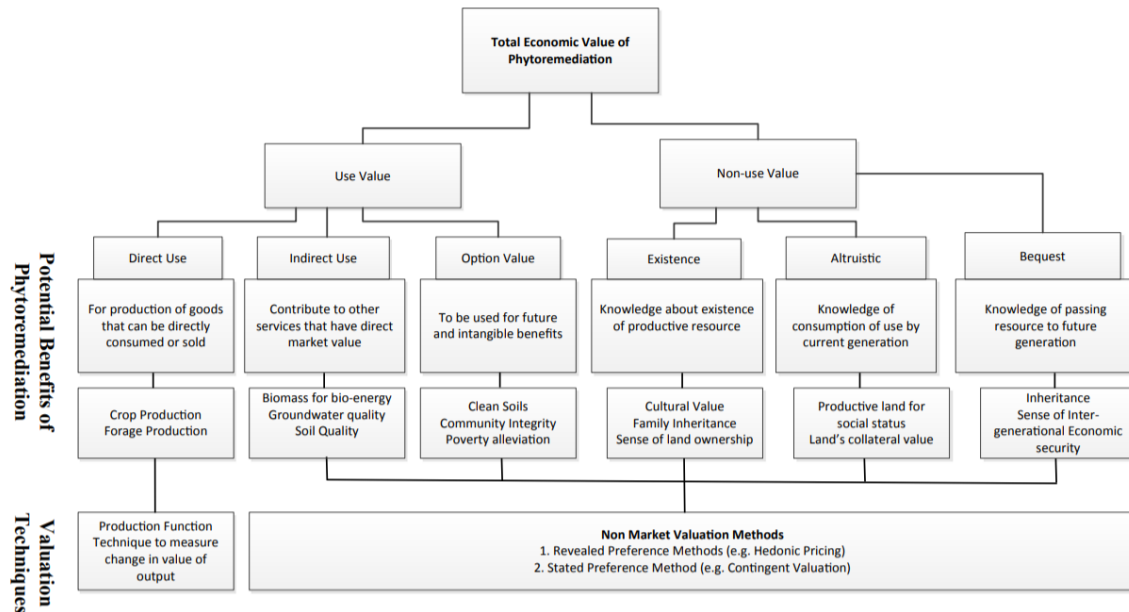 Total Economic Value of
Phytoremediation
Use Value
Non-use Value
Potential Benefits of
Phytoremediation
Direct Use
Indirect Use
Option Value
Existence
Altruistic
Bequest
For production of goods
that can be directly
consumed or sold
Contribute to other
services that have direct
market value
To be used for future
and intangible benefits
Knowledge about existence
of productive resource
Knowledge of
consumption of use by
current generation
Knowledge of passing
resource to future
generation
Crop Production
Forage Production
Biomass for bio-energy
Groundwater quality
Soil Quality
Clean Soils
Community Integrity
Poverty alleviation
Cultural Value
Family Inheritance
Sense of land ownership
Productive land for
social status
Land's collateral value
Inheritance
Sense of Inter-
generational Economic
security
Valuation
Techniques
Production Function
Technique to measure
change in value of
output
Non Market Valuation Methods
1. Revealed Preference Methods (e.g. Hedonic Pricing)
2. Stated Preference Method (e.g. Contingent Valuation)